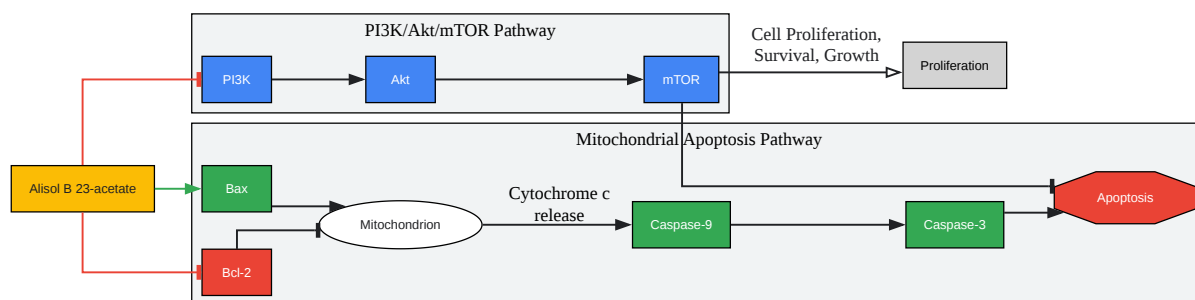 PI3K/Akt/mTOR Pathway
Cell Proliferation,
Survival, Growth
PI3K
Akt
mTOR
Proliferation
Mitochondrial Apoptosis Pathway
Alisol B 23-acetate
Bax
Cytochrome c
release
Apoptosis
Mitochondrion
Caspase-9
Caspase-3
Bcl-2